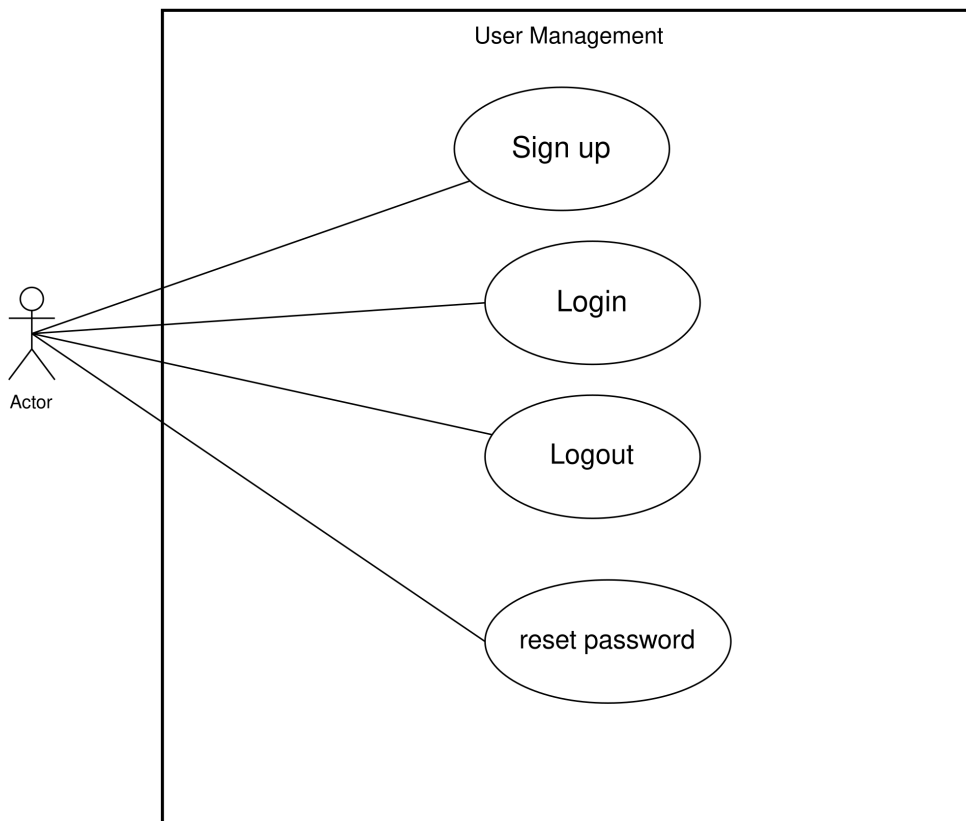 User Management
Sign up
Login
Actor
Logout
reset password